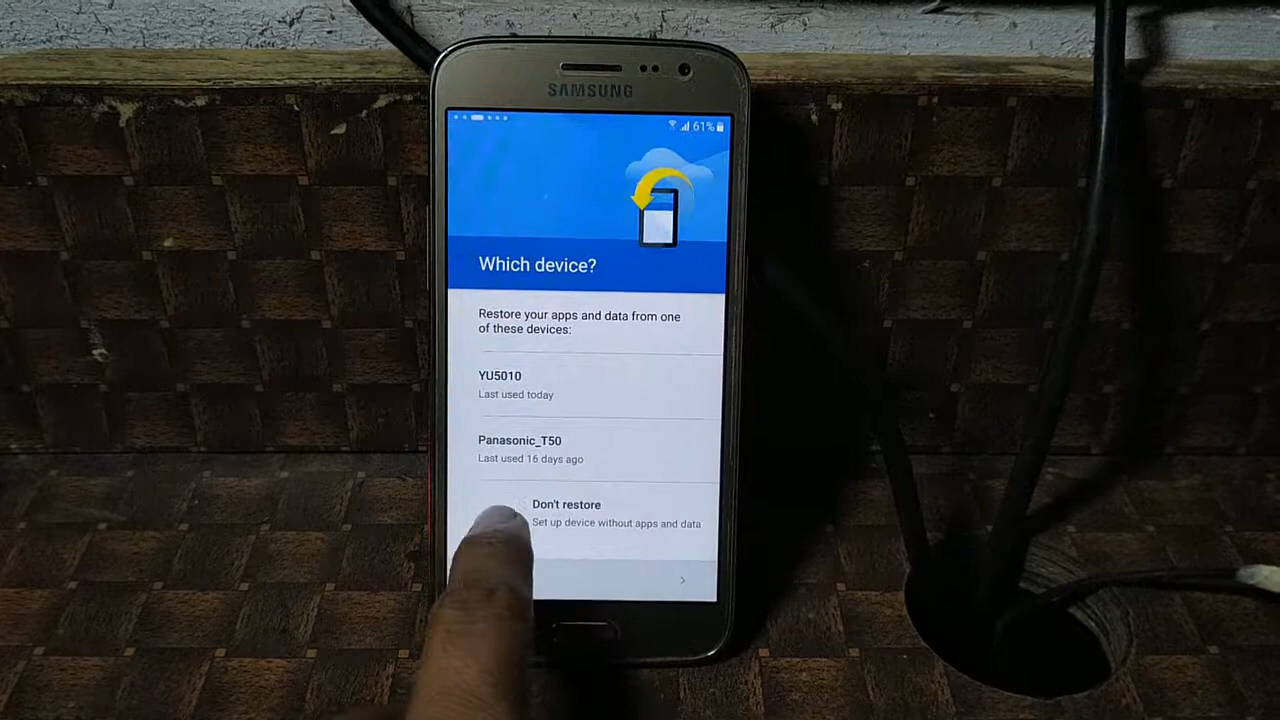 SAMSUNG
61%
Which device?
Restore your apps and data from one
of these devices:
YU5010
Last used today
Panasonic_T50
Last used 16 days ago
Don't restore
Set up device without apps and data